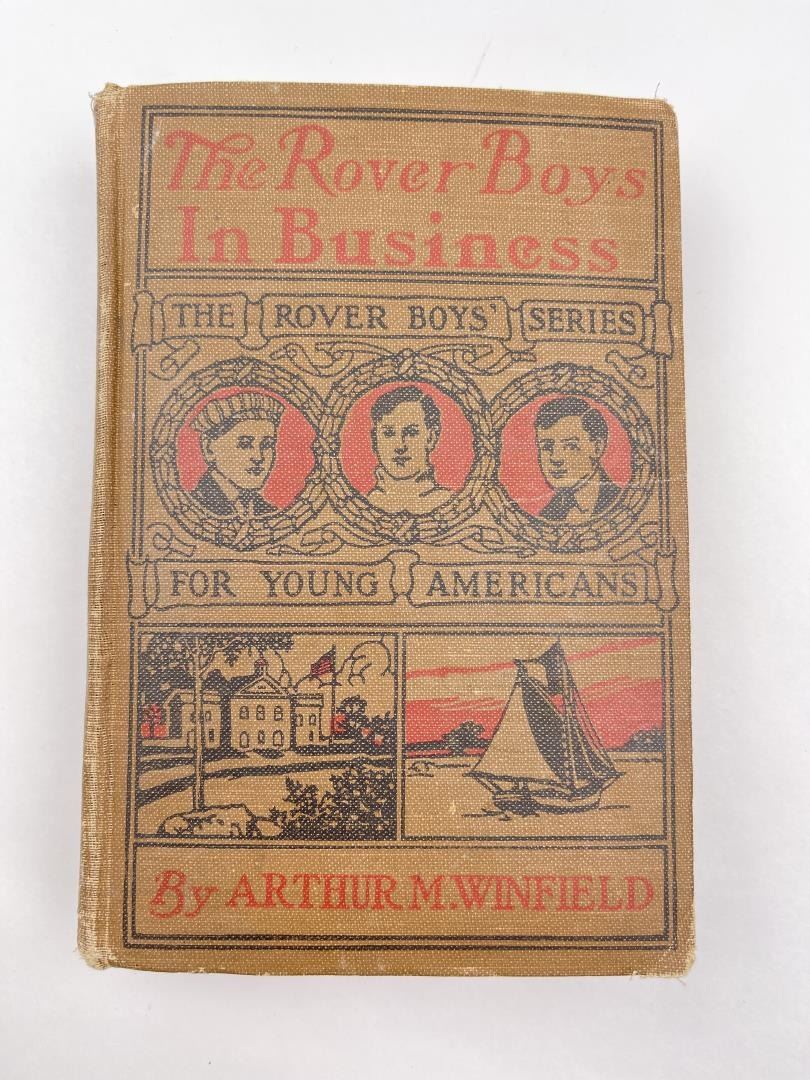 The Rover Boys
In Business
THE ROVER BOYS' SERIES
FOR YOUNG AMERICANS
By ARTHUR M. WINFIELD